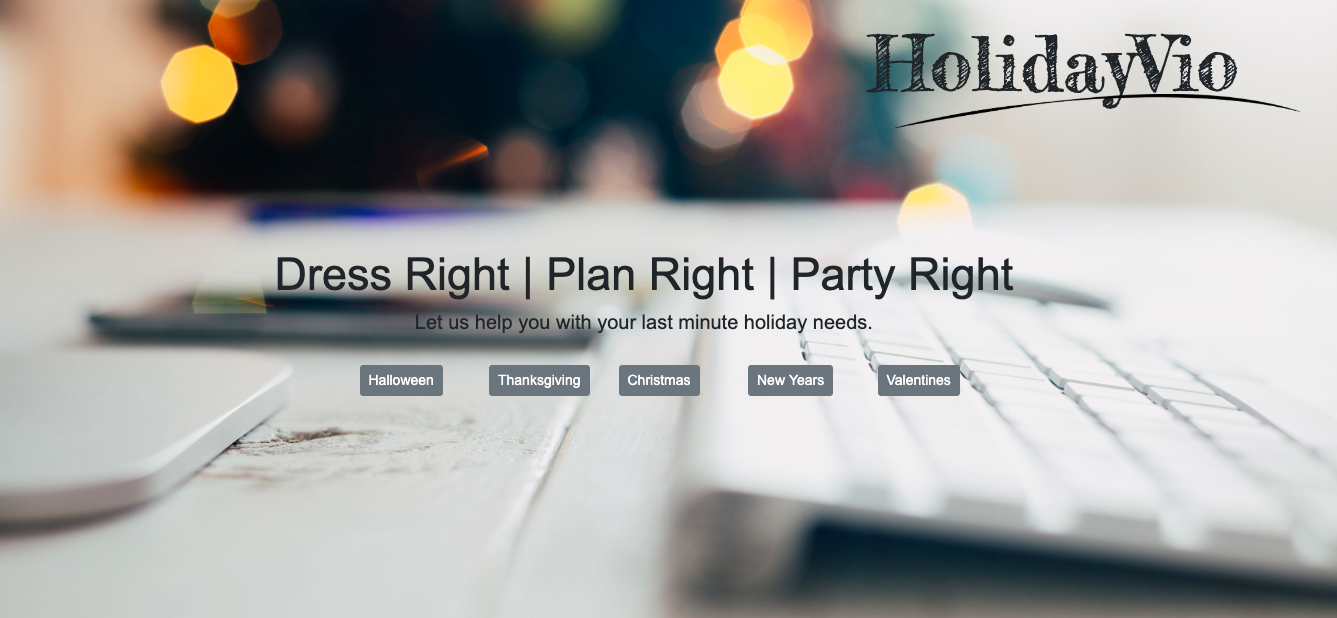 HolidayVio
Dress Right | Plan Right | Party Right
Let us help you with your last minute holiday needs.
Halloween Thanksgiving Christmas New Years Valentines